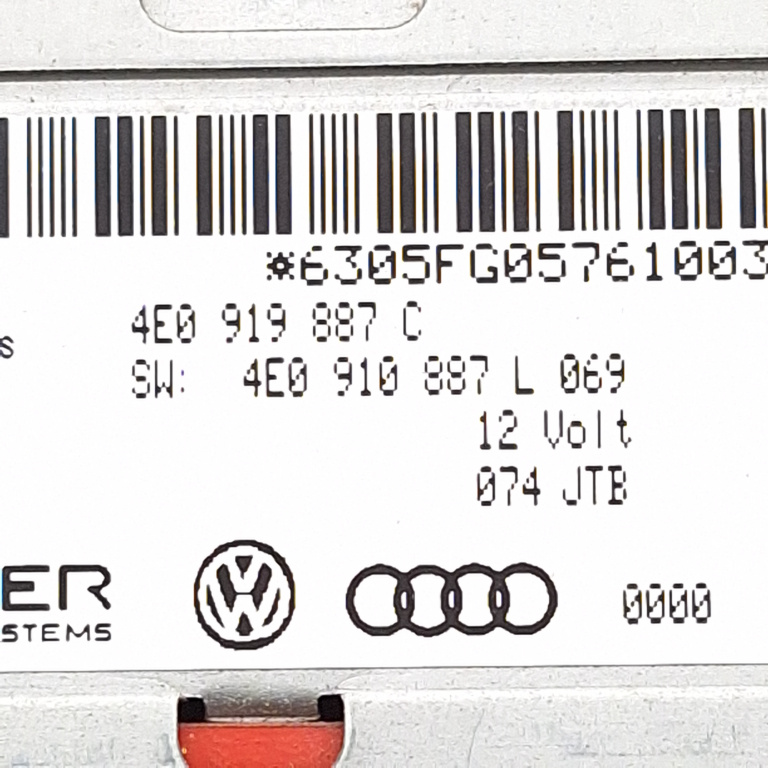 *6305FG05761003
4E0 919 887 C
S
SW: 4E0 910 887 L 069
12 Volt
074 JTB
ER
STEMS
0000